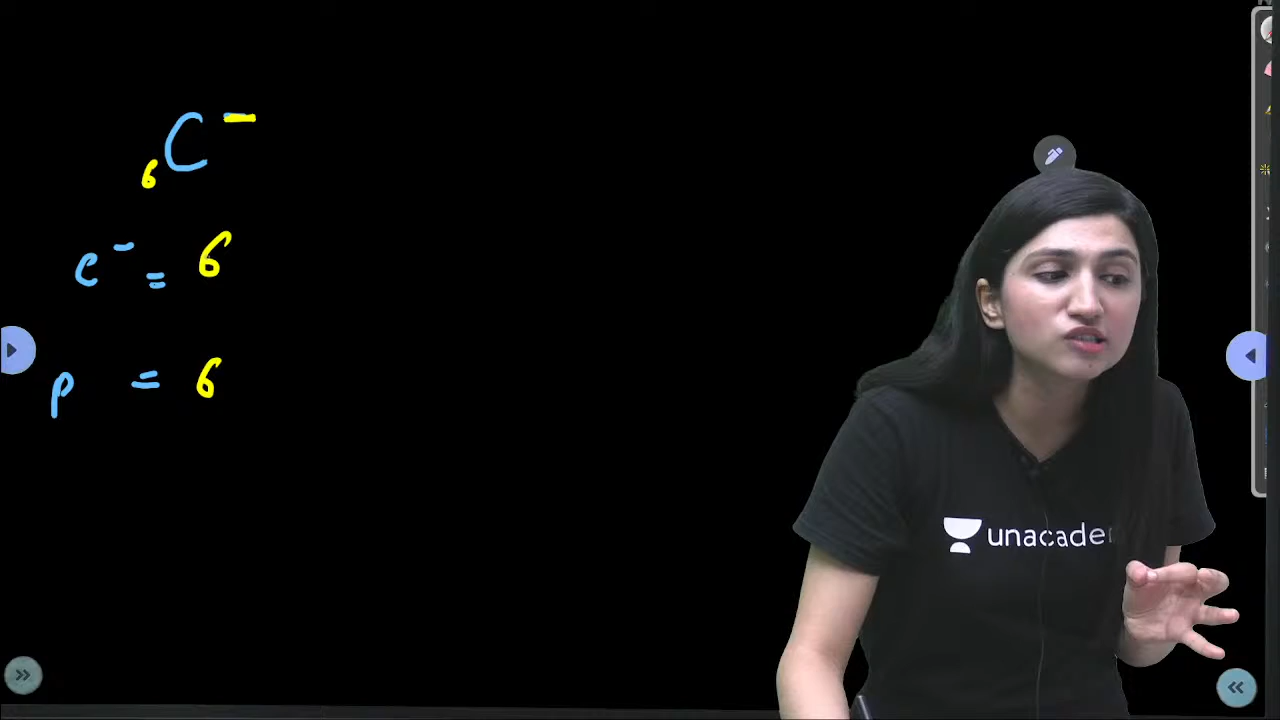 ₆C⁻
e⁻ = 6
p = 6
unacade